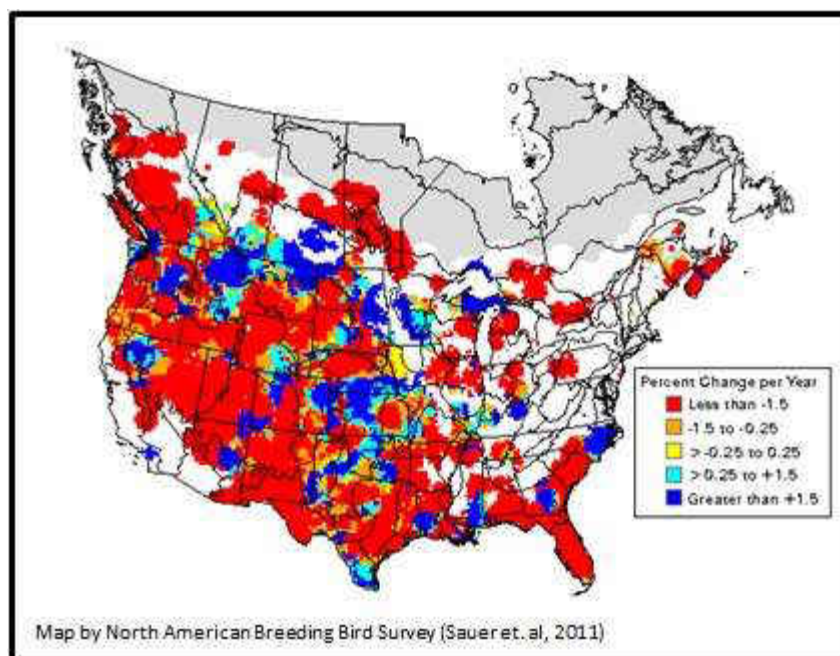 Percent Change per Year
Less than -1.5
-1.5 to -0.25
> -0.25 to 0.25
> 0.25 to +1.5
Greater than +1.5
Map by North American Breeding Bird Survey (Sauer et. al, 2011)